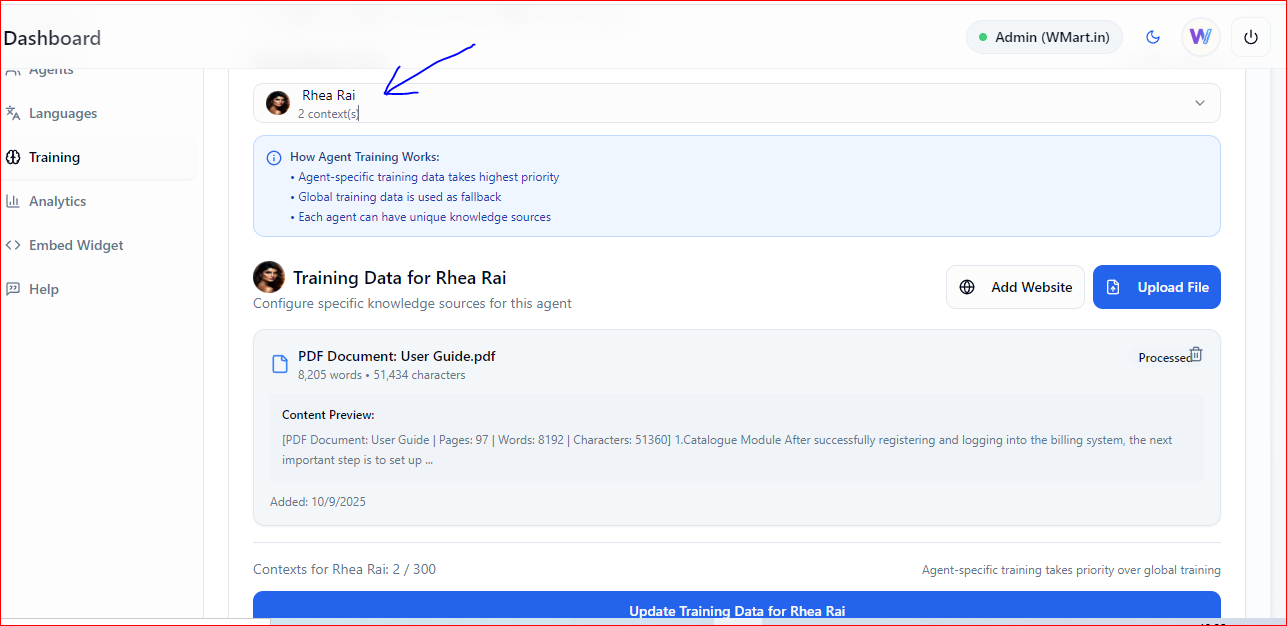 Dashboard
Admin (WMart.in)
W
Agents
Languages
Training
Analytics
Embed Widget
Help
Rhea Rai
2 context(s)
How Agent Training Works:
• Agent-specific training data takes highest priority
• Global training data is used as fallback
• Each agent can have unique knowledge sources
Training Data for Rhea Rai
Configure specific knowledge sources for this agent
Add Website
Upload File
PDF Document: User Guide.pdf
8,205 words • 51,434 characters
Processed
Content Preview:
[PDF Document: User Guide | Pages: 97 | Words: 8192 | Characters: 51360] 1.Catalogue Module After successfully registering and logging into the billing system, the next
important step is to set up ...
Added: 10/9/2025
Contexts for Rhea Rai: 2 / 300
Agent-specific training takes priority over global training
Update Training Data for Rhea Rai